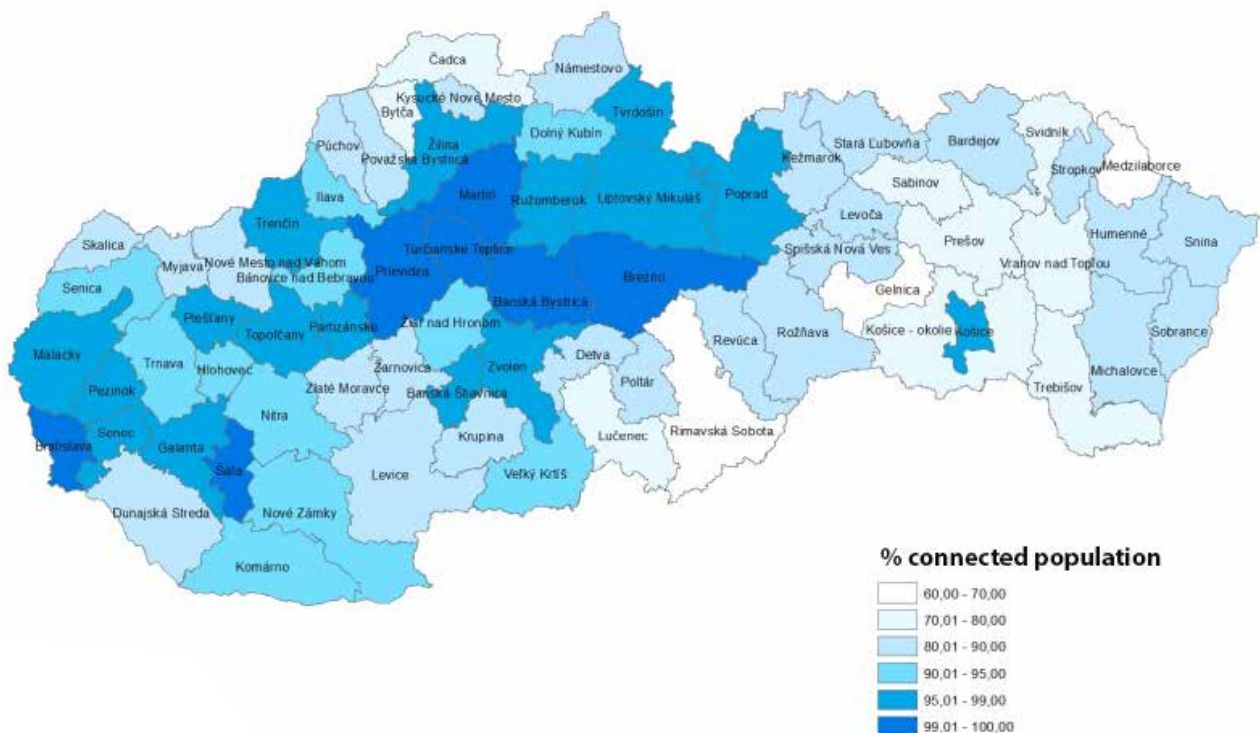 Čadca
Námestovo
Kysucké Nové Mesto
Bytča
Tvrdošín
Dolný Kubín
Púchov
Žilina
Považská Bystrica
Ilava
Martin
Ružomberok
Liptovský Mikuláš
Poprad
Kežmarok
Stará Ľubovňa
Bardejov
Svidník
Stropkov
Medzilaborce
Sabinov
Levoča
Prešov
Humenné
Snina
Spišská Nová Ves
Vranov nad Topľou
Gelnica
Trenčín
Skalica
Myjava
Nové Mesto nad Váhom
Bánovce nad Bebravou
Turčianske Teplice
Prievidza
Brezno
Banská Bystrica
Senica
Piešťany
Topoľčany
Partizánske
Žiar nad Hronom
Malacky
Trnava
Hlohovec
Zlaté Moravce
Žarnovica
Zvolen
Detva
Revúca
Rožňava
Košice - okolie
Košice
Sobrance
Michalovce
Trebišov
Pezinok
Banská Štiavnica
Poltár
Nitra
Krupina
Lučenec
Rimavská Sobota
Bratislava
Senec
Galanta
Šaľa
Levice
Veľký Krtíš
Dunajská Streda
Nové Zámky
Komárno
% connected population
60,00 - 70,00
70,01 - 80,00
80,01 - 90,00
90,01 - 95,00
95,01 - 99,00
99,01 - 100,00